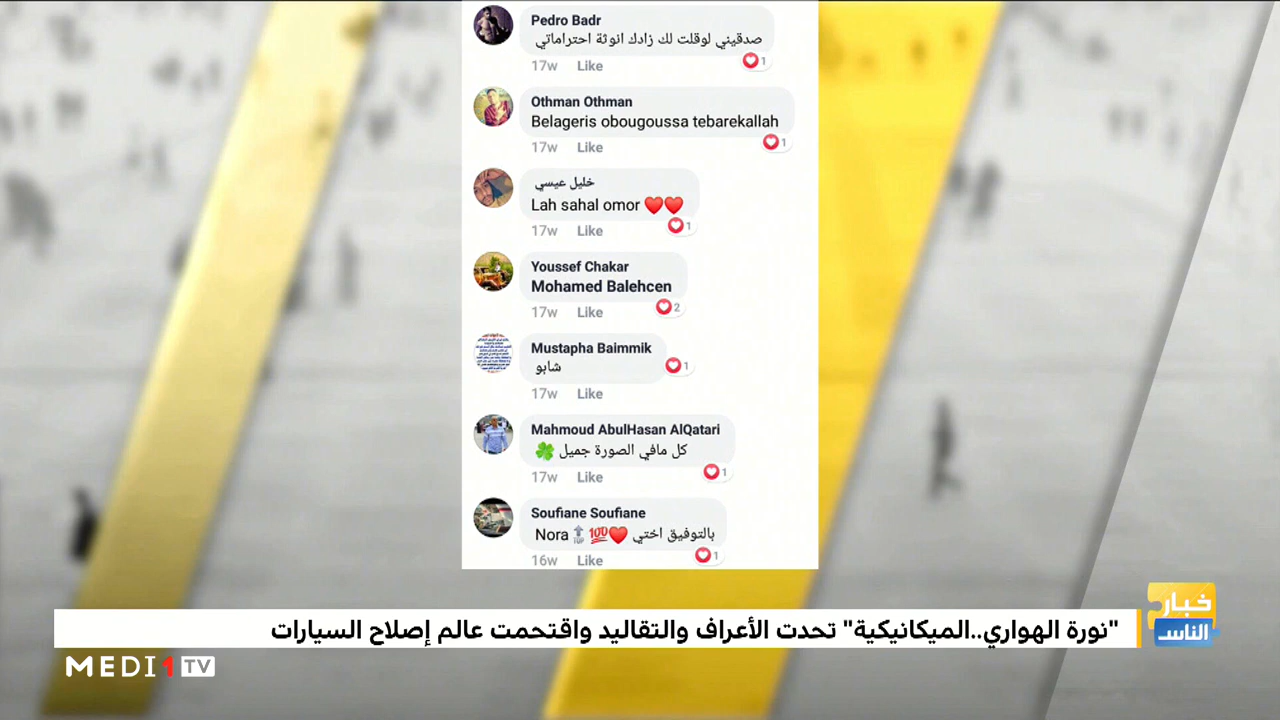 Pedro Badr
صدقيني لوقلت لك زادك انوثة احتراماتي
1
17w Like
Othman Othman
Belageris obougoussa tebarekallah
1
17w Like
خليل عيسي
Lah sahal omor ❤️❤️
1
17w Like
Youssef Chakar
Mohamed Balehcen
2
17w Like
Mustapha Baimmik
شابو
1
17w Like
Mahmoud AbulHasan AlQatari
كل مافي الصورة جميل 🍀
1
17w Like
Soufiane Soufiane
بالتوفيق اختي ❤️💯🔝 Nora
1
16w Like
خبار
الناس
"نورة الهواري..الميكانيكية" تحدت الأعراف والتقاليد واقتحمت عالم إصلاح السيارات
MEDI1TV